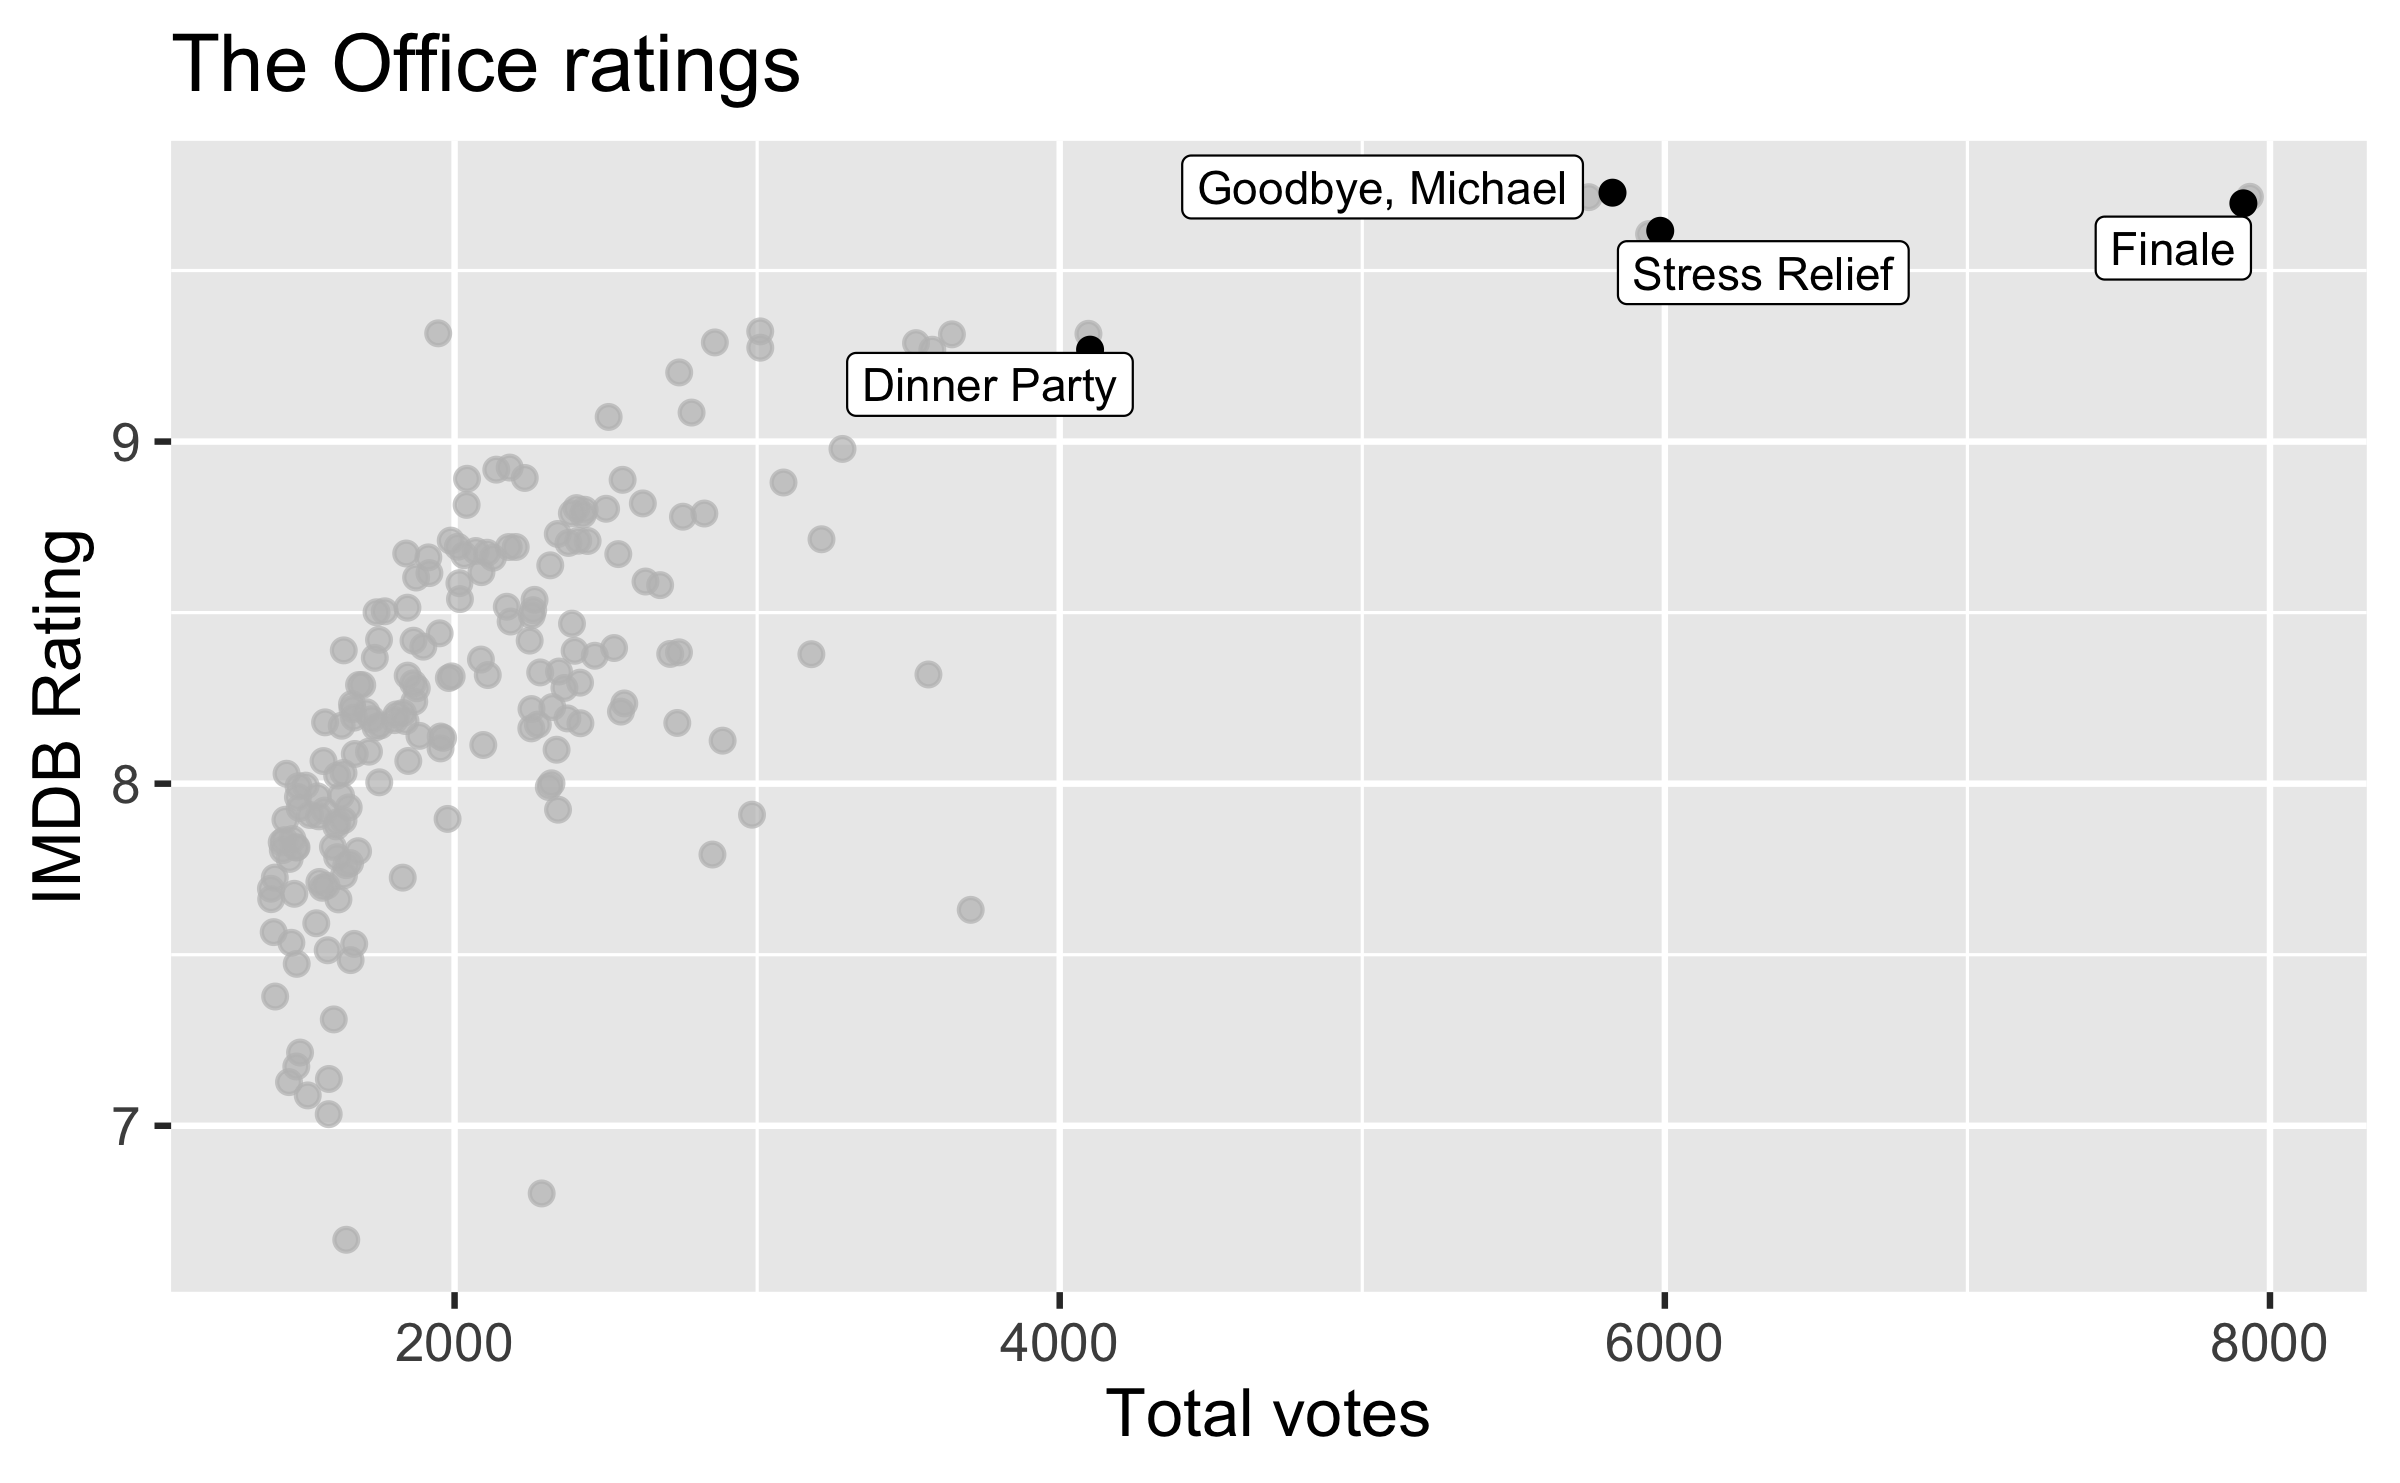 The Office ratings
Goodbye, Michael
Stress Relief
Finale
Dinner Party
9
8
7
IMDB Rating
2000 4000 6000 8000
Total votes